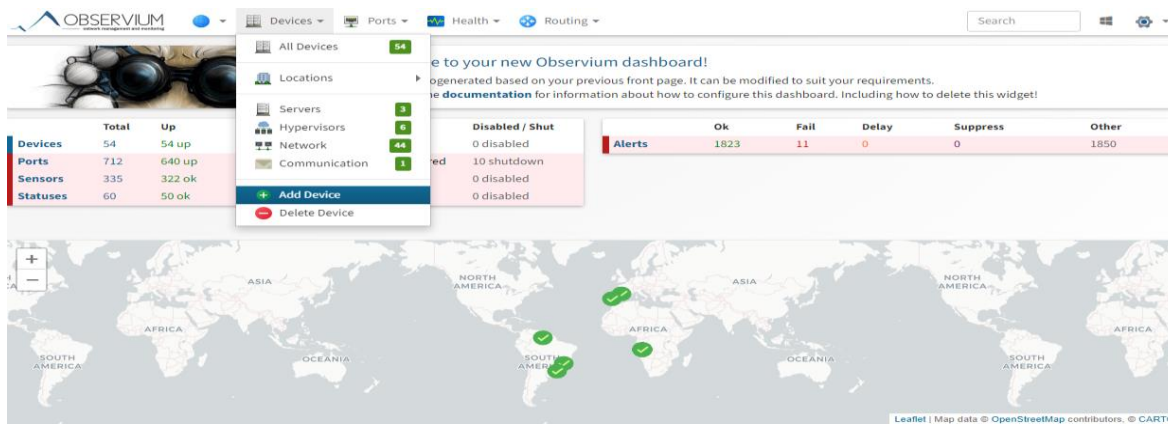 OBSERVIUM
network management and monitoring
Devices
Ports
Health
Routing
Search
All Devices 54
Locations
Servers 3
Hypervisors 6
Network 44
Communication 1
Add Device
Delete Device
e to your new Observium dashboard!
ogenerated based on your previous front page. It can be modified to suit your requirements.
e documentation for information about how to configure this dashboard. Including how to delete this widget!
Total Up Disabled / Shut
Devices 54 54 up 0 disabled
Ports 712 640 up red 10 shutdown
Sensors 335 322 ok 0 disabled
Statuses 60 50 ok 0 disabled
Ok Fail Delay Suppress Other
Alerts 1823 11 0 0 1850
+
−
ASIA
NORTH
AMERICA
ASIA
NORTH
AMERICA
AFRICA
AFRICA
AFRICA
SOUTH
AMERICA
OCEANIA
SOUTH
AMER
OCEANIA
SOUTH
AMERICA
Leaflet | Map data © OpenStreetMap contributors, © CART